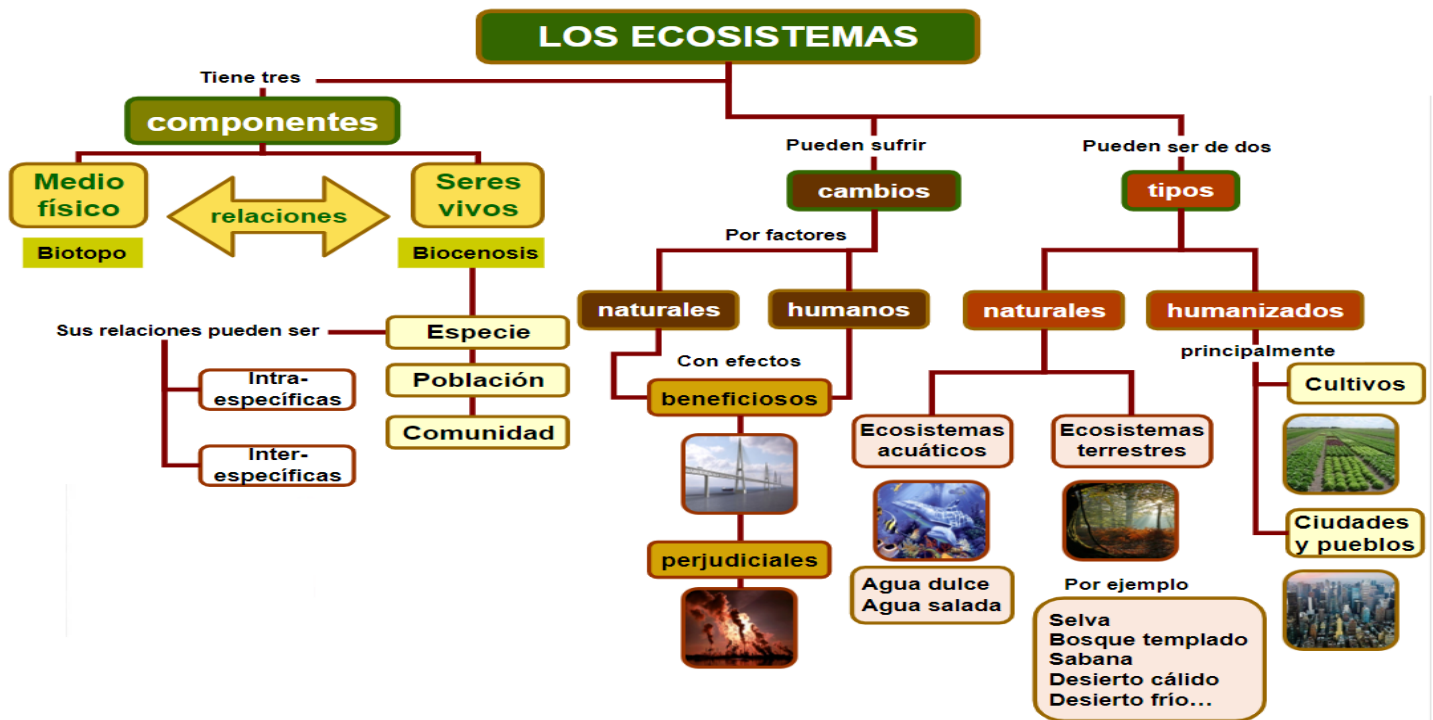 LOS ECOSISTEMAS
Tiene tres
componentes
Medio
físico
relaciones
Seres
vivos
Biotopo
Biocenosis
Sus relaciones pueden ser
Especie
Población
Comunidad
Intra-
específicas
Inter-
específicas
Pueden sufrir
cambios
Por factores
naturales
humanos
Con efectos
beneficiosos
perjudiciales
Pueden ser de dos
tipos
naturales
humanizados
Ecosistemas
acuáticos
Agua dulce
Agua salada
Ecosistemas
terrestres
Por ejemplo
Selva
Bosque templado
Sabana
Desierto cálido
Desierto frío...
principalmente
Cultivos
Ciudades
y pueblos